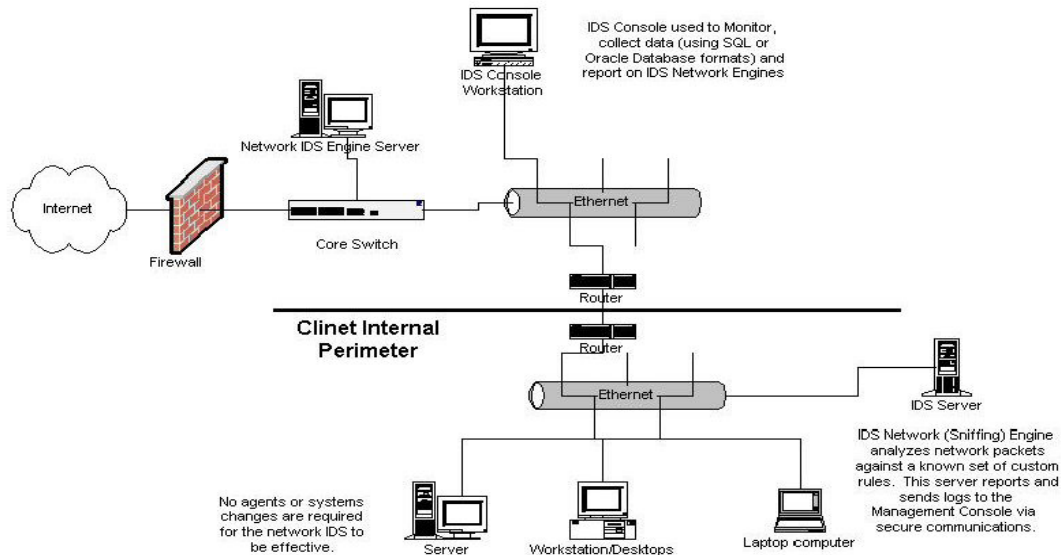 IDS Console used to Monitor,
collect data (using SQL or
Oracle Database formats) and
report on IDS Network Engines
IDS Console
Workstation
Network IDS Engine Server
Internet
Ethernet
Core Switch
Firewall
Router
Clinet Internal
Perimeter
Router
Ethernet
IDS Server
IDS Network (Sniffing) Engine
analyzes network packets
against a known set of custom
rules. This server reports and
sends logs to the
Management Console via
secure communications.
No agents or systems
changes are required
for the network IDS to
be effective.
Server
Workstation/Desktops
Laptop computer